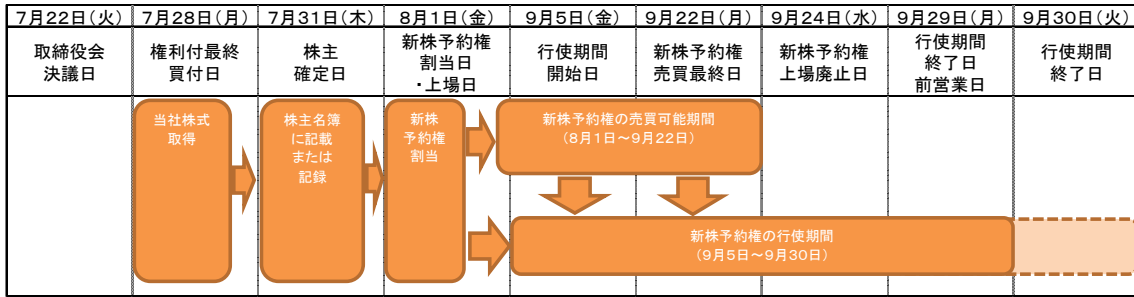 7月22日(火)
7月28日(月)
7月31日(木)
8月1日(金)
9月5日(金)
9月22日(月)
9月24日(水)
9月29日(月)
9月30日(火)
取締役会
決議日
権利付最終
買付日
株主
確定日
新株予約権
割当日
・上場日
行使期間
開始日
新株予約権
売買最終日
新株予約権
上場廃止日
行使期間
終了日
前営業日
行使期間
終了日
当社株式
取得
株主名簿
に記載
または
記録
新株
予約権
割当
新株予約権の売買可能期間
(8月1日～9月22日)
新株予約権の行使期間
(9月5日～9月30日)